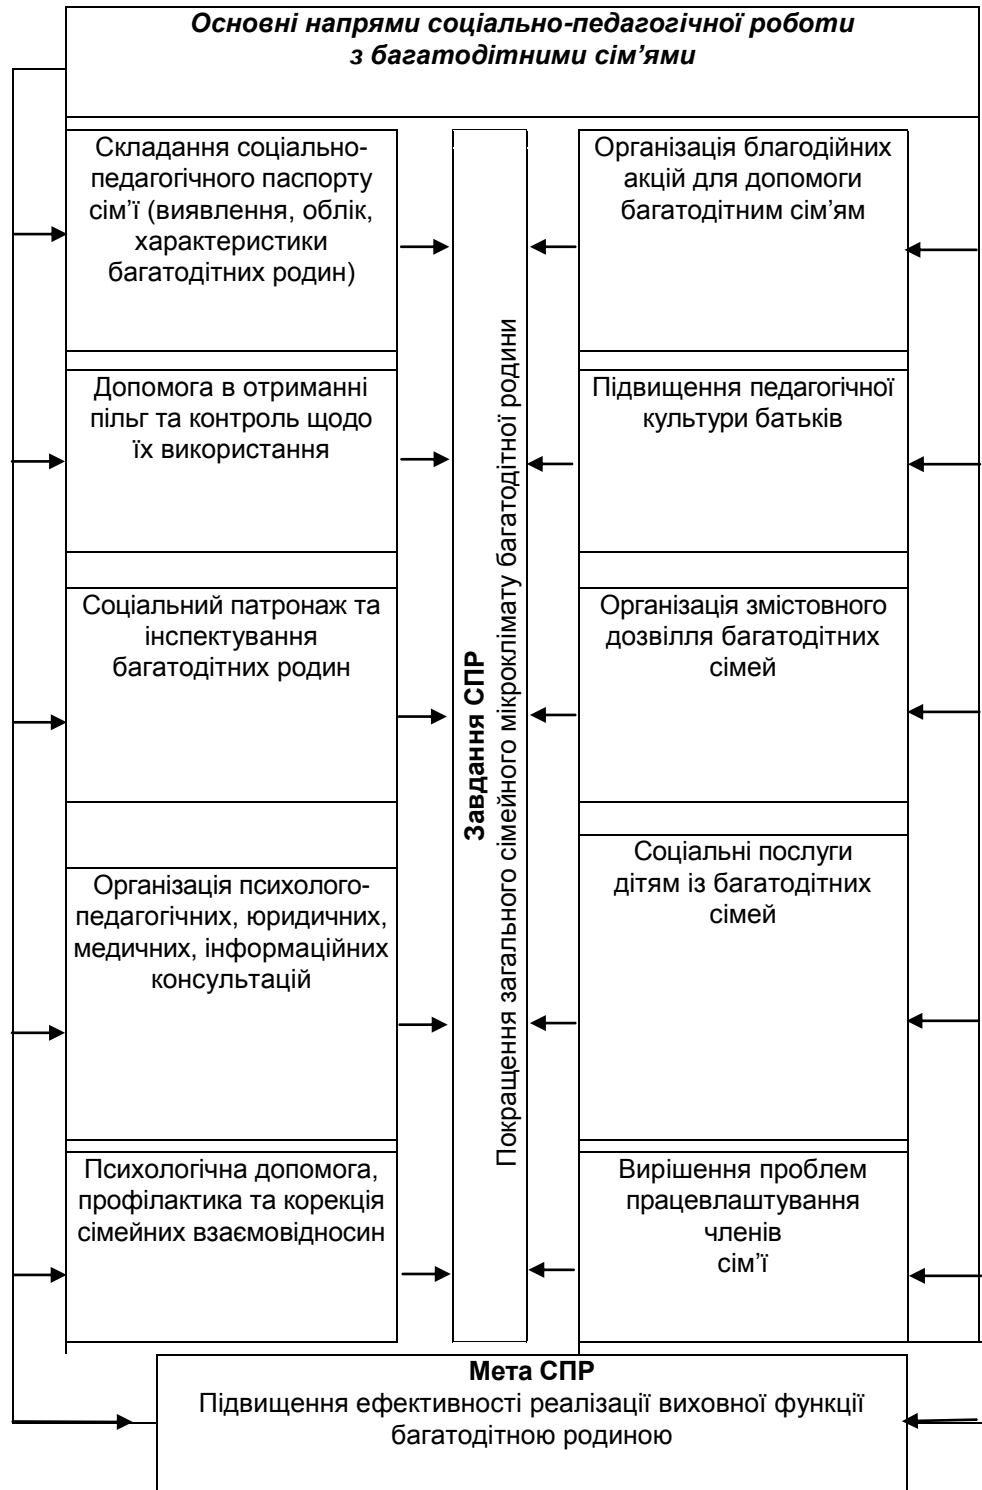 Основні напрями соціально-педагогічної роботи
з багатодітними сім’ями
Складання соціально-
педагогічного паспорту
сім’ї (виявлення, облік,
характеристики
багатодітних родин)
Допомога в отриманні
пільг та контроль щодо
їх використання
Соціальний патронаж та
інспектування
багатодітних родин
Організація психолого-
педагогічних, юридичних,
медичних, інформаційних
консультацій
Психологічна допомога,
профілактика та корекція
сімейних взаємовідносин
Завдання СПР
Покращення загального сімейного мікроклімату багатодітної родини
Організація благодійних
акцій для допомоги
багатодітним сім’ям
Підвищення педагогічної
культури батьків
Організація змістовного
дозвілля багатодітних
сімей
Соціальні послуги
дітям із багатодітних
сімей
Вирішення проблем
працевлаштування
членів
сім’ї
Мета СПР
Підвищення ефективності реалізації виховної функції
багатодітною родиною